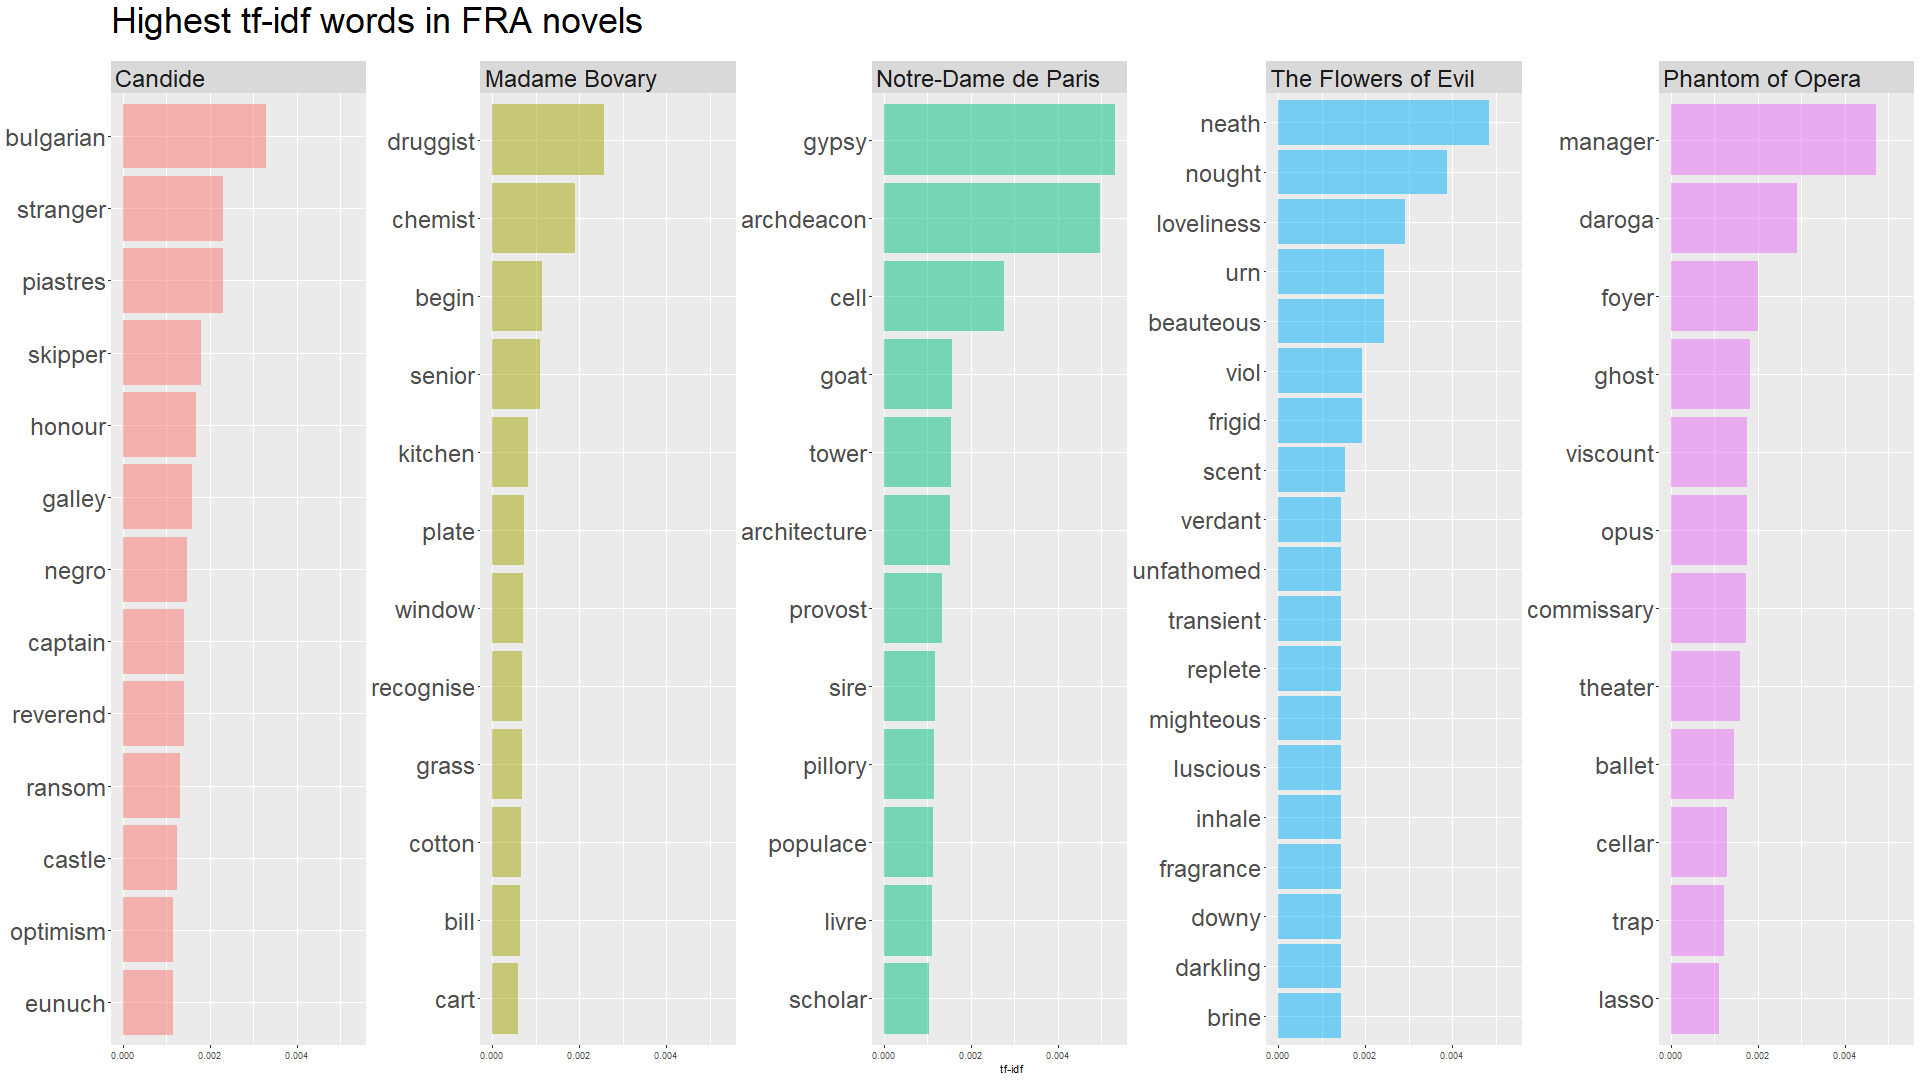 Highest tf-idf words in FRA novels
Candide
bulgarian
stranger
piastres
skipper
honour
galley
negro
captain
reverend
ransom
castle
optimism
eunuch
0.000 0.002 0.004
Madame Bovary
druggist
chemist
begin
senior
kitchen
plate
window
recognise
grass
cotton
bill
cart
0.000 0.002 0.004
Notre-Dame de Paris
gypsy
archdeacon
cell
goat
tower
architecture
provost
sire
pillory
populace
livre
scholar
0.000 0.002 0.004
The Flowers of Evil
neath
nought
loveliness
urn
beauteous
viol
frigid
scent
verdant
unfathomed
transient
replete
mighteous
luscious
inhale
fragrance
downy
darkling
brine
0.000 0.002 0.004
Phantom of Opera
manager
daroga
foyer
ghost
viscount
opus
commissary
theater
ballet
cellar
trap
lasso
0.000 0.002 0.004
tf-idf